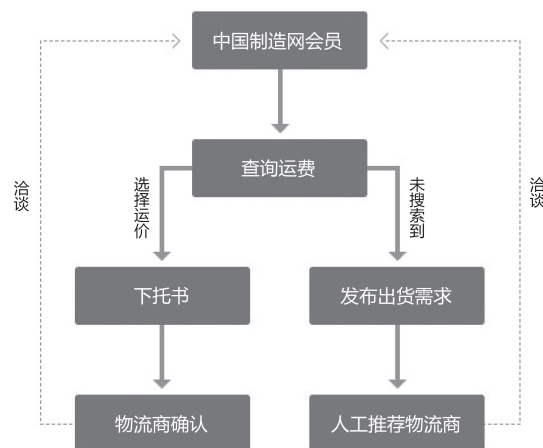 中国制造网会员
查询运费
洽谈
选择运价
未搜索到
洽谈
下托书
发布出货需求
物流商确认
人工推荐物流商